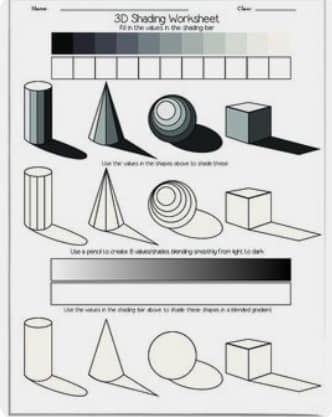 Name
Class
3D Shading Worksheet
Fill in the values in the shading bar
Use the values in the shapes above to shade these
Use a pencil to create 8 values/shades blending smoothly from light to dark
Use the values in the shading bar above to shade these shapes in a blended gradient